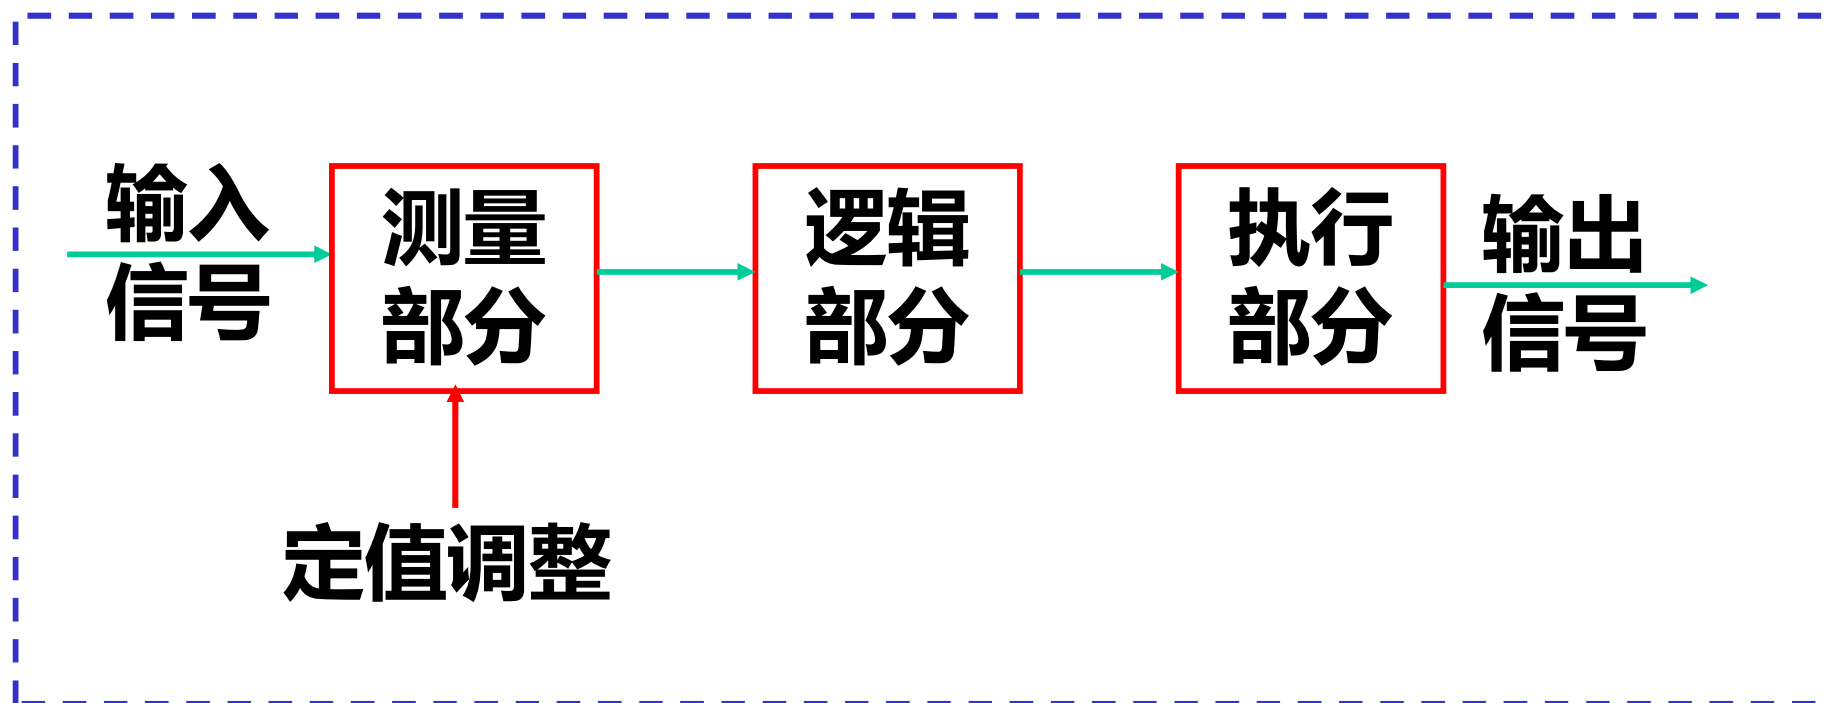 输入
信号
测量
部分
逻辑
部分
执行
部分
输出
信号
定值调整